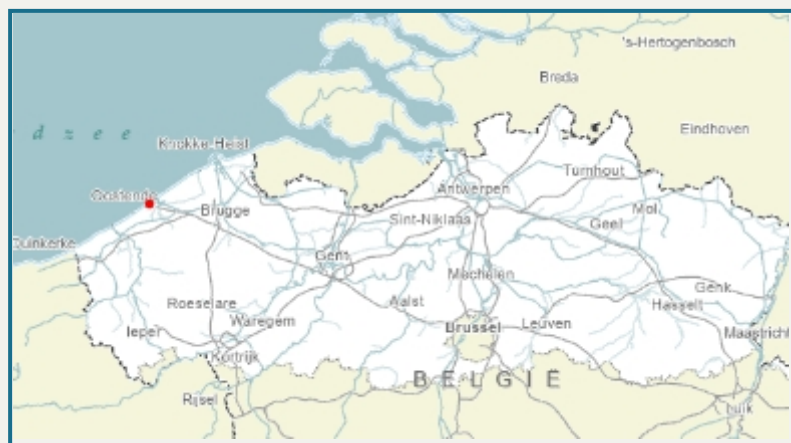 's-Hertogenbosch
Breda
dzee
Eindhoven
Knokke-Heist
Turnhout
Antwerpen
Oostende
Mol
Brugge
Sint-Niklaas
Geel
Duinkerke
Gent
Mechelen
Genk
Roeselare
Aalst
Hasselt
Waregem
Brussel
Leuven
Ieper
Maastricht
Kortrijk
BELGIË
Rijsel
Luik